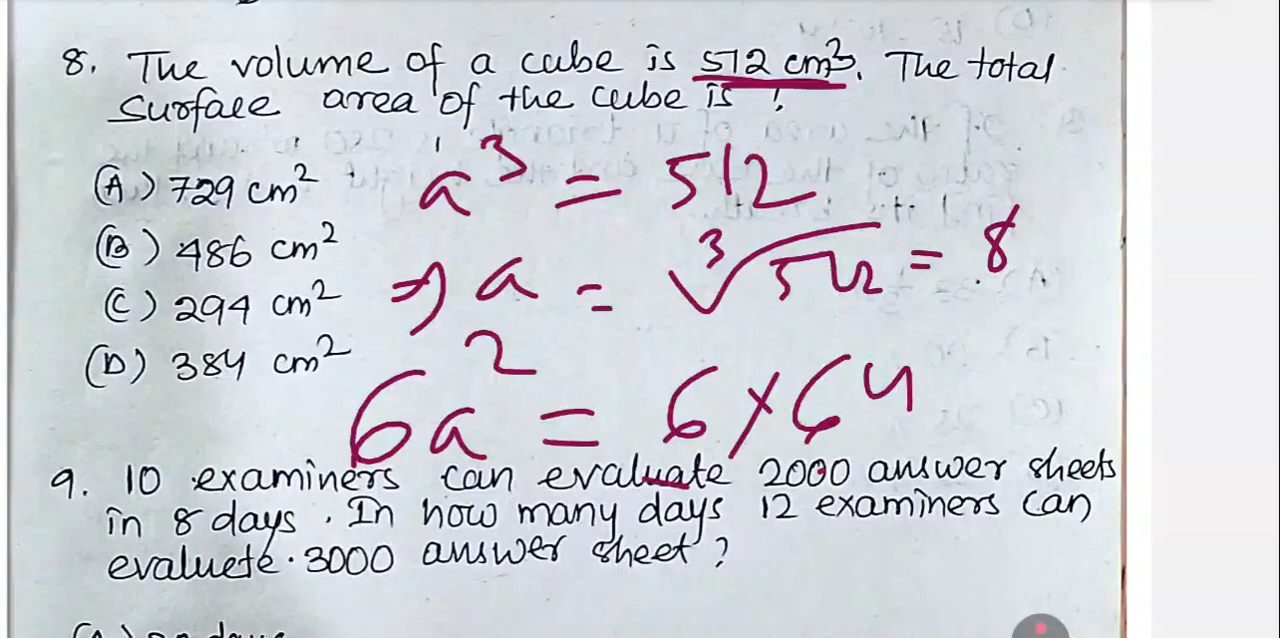 8. The volume of a cube is 512 cm³. The total
surface area of the cube is !
(A) 729 cm²
a³ = 512
(B) 486 cm²
⇒ a = ∛512 = 8
(C) 294 cm²
(D) 384 cm²
6a² = 6×64
9. 10 examiners can evaluate 2000 answer sheets
in 8 days. In how many days 12 examiners can
evaluete. 3000 answer sheet?